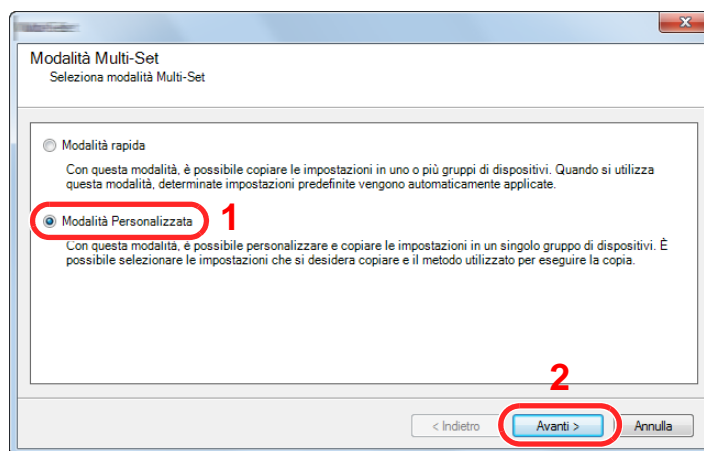 Modalità Multi-Set
Seleziona modalità Multi-Set
Modalità rapida
Con questa modalità, è possibile copiare le impostazioni in uno o più gruppi di dispositivi. Quando si utilizza
questa modalità, determinate impostazioni predefinite vengono automaticamente applicate.
Modalità Personalizzata 1
Con questa modalità, è possibile personalizzare e copiare le impostazioni in un singolo gruppo di dispositivi. È
possibile selezionare le impostazioni che si desidera copiare e il metodo utilizzato per eseguire la copia.
2
< Indietro Avanti > Annulla